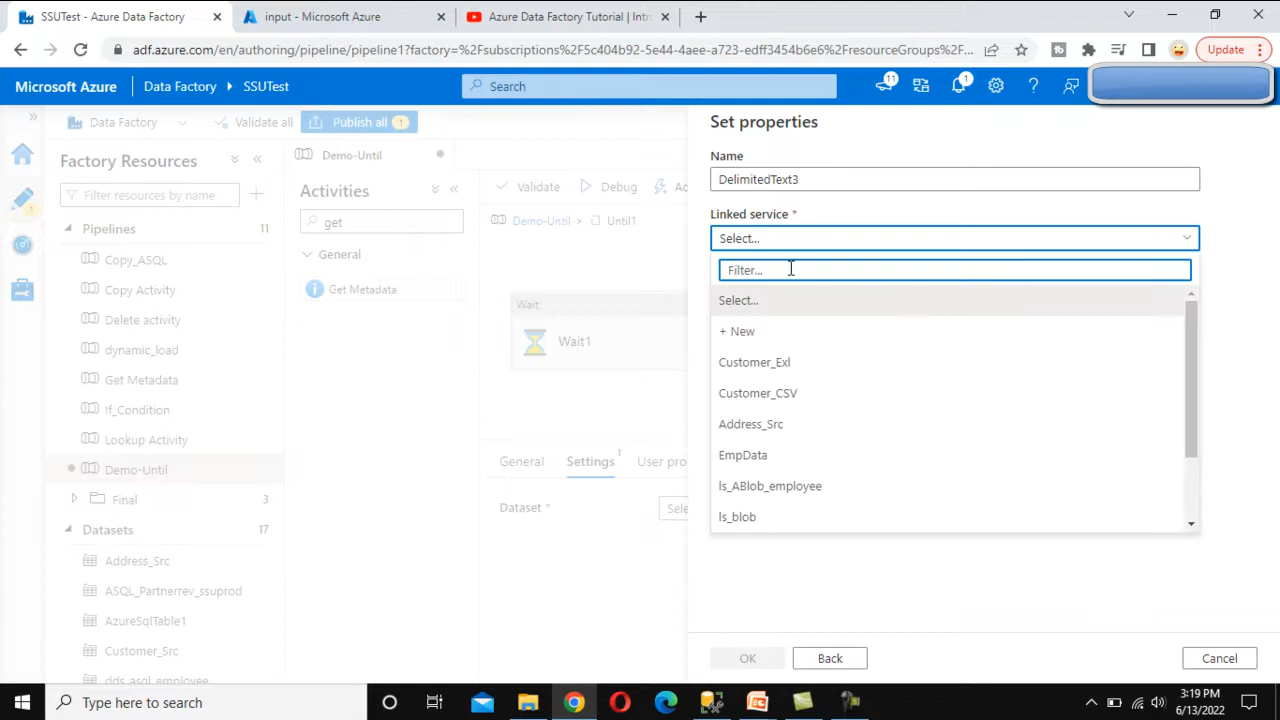 SSUTest - Azure Data Factory
input - Microsoft Azure
Azure Data Factory Tutorial | Intr
adf.azure.com/en/authoring/pipeline/pipeline1?factory=%2Fsubscriptions%2F5c404b92-5e44-4aee-a723-edff3454b6e6%2FresourceGroups%2F...
Update
Microsoft Azure
Data Factory
SSUTest
Search
11
1
Data Factory
Validate all
Publish all
1
Factory Resources
Filter resources by name
Pipelines
11
Copy_ASQL
Copy Activity
Delete activity
dynamic_load
Get Metadata
If_Condition
Lookup Activity
Demo-Until
Final
3
Datasets
17
Address_Src
ASQL_Partnerrev_ssuprod
AzureSqlTable1
Customer_Src
dds_asql_employee
Demo-Until
Activities
get
General
Get Metadata
Validate
Debug
Demo-Until > Until1
Wait
Wait1
General
Settings
1
User pro
Dataset *
Set properties
Name
DelimitedText3
Linked service *
Select...
Filter...
Select...
+ New
Customer_Exl
Customer_CSV
Address_Src
EmpData
ls_ABlob_employee
ls_blob
OK
Back
Cancel
Type here to search
3:19 PM
6/13/2022